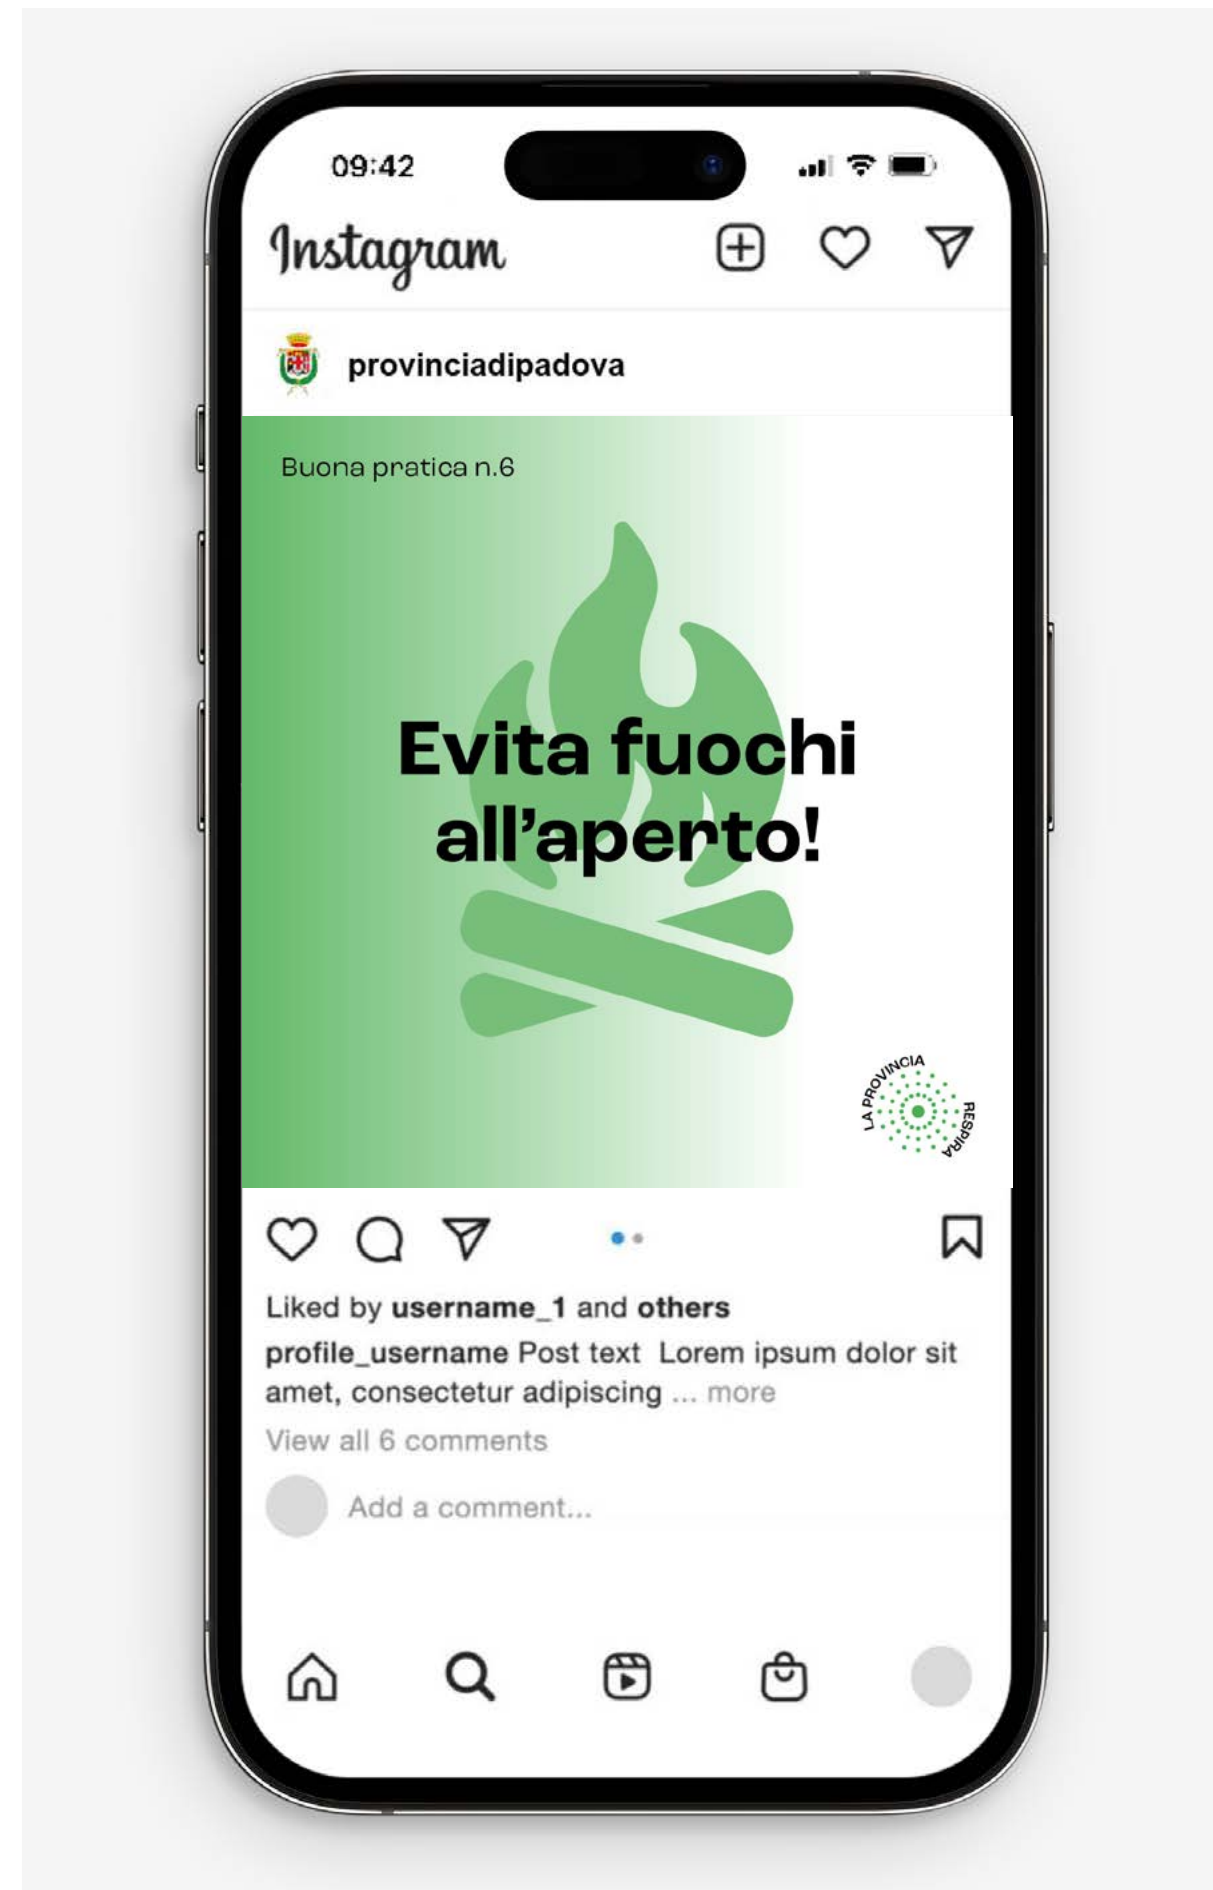 09:42
Instagram
provinciadipadova
Buona pratica n.6
Evita fuochi
all’aperto!
LA PROVINCIA
RESPIRA
Liked by username_1 and others
profile_username Post text Lorem ipsum dolor sit
amet, consectetur adipiscing ... more
View all 6 comments
Add a comment...